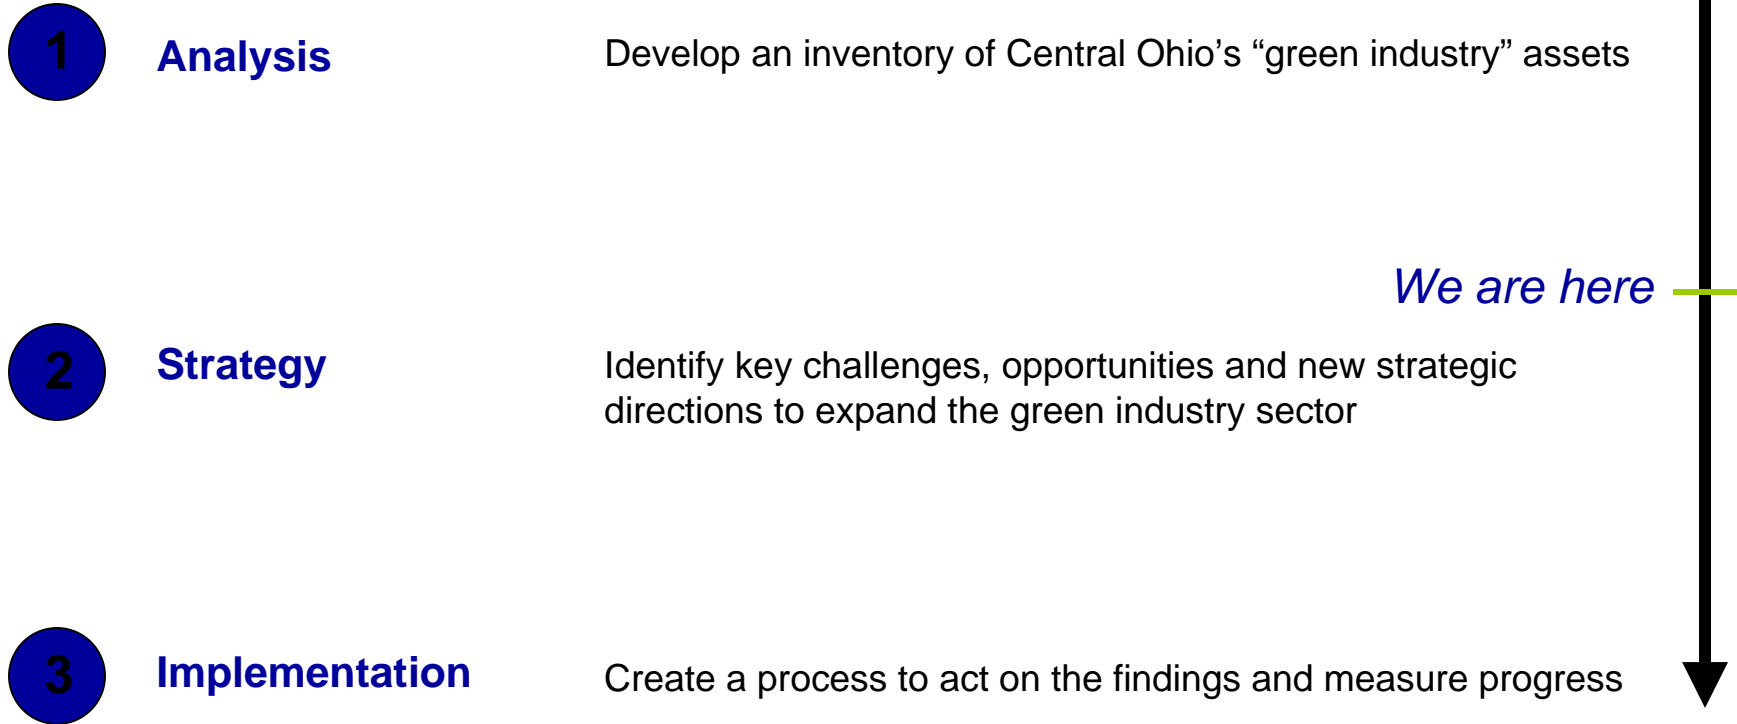 1
Analysis
Develop an inventory of Central Ohio’s “green industry” assets
We are here
2
Strategy
Identify key challenges, opportunities and new strategic
directions to expand the green industry sector
3
Implementation
Create a process to act on the findings and measure progress